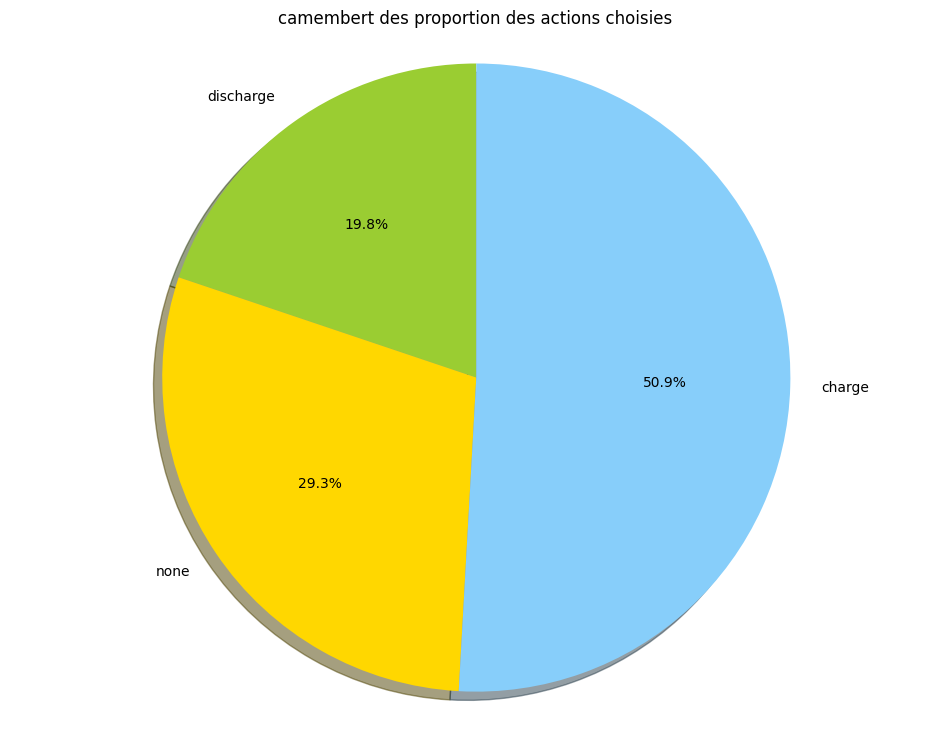 camembert des proportion des actions choisies
discharge
19.8%
50.9%
charge
29.3%
none